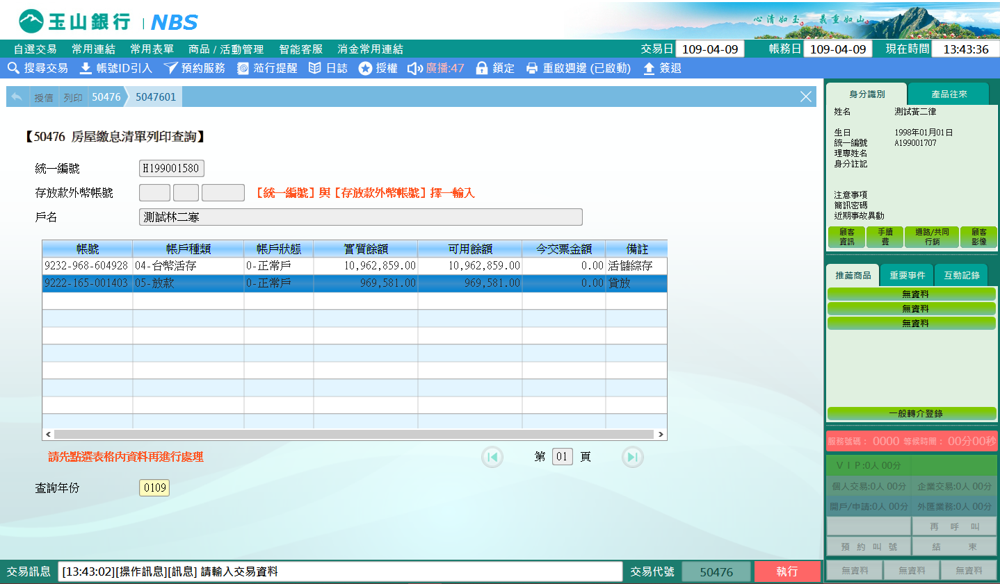 玉山銀行 | NBS
心清如玉。義重如山。
自選交易 常用連結 常用表單 商品 / 活動管理 智能客服 消金常用連結 交易日 109-04-09 帳務日 109-04-09 現在時間 13:43:36
搜尋交易 帳號ID引入 預約服務 蒞行提醒 日誌 授權 廣播:47 鎖定 重啟週邊 (已啟動) 簽退
授信 列印 50476 5047601
【50476 房屋繳息清單列印查詢】
統一編號 H199001580
存放款外幣帳號 【統一編號】與【存放款外幣帳號】擇一輸入
戶名 測試林二寒
帳號 帳戶種類 帳戶狀態 實質餘額 可用餘額 今交票金額 備註
9232-968-604928 04-台幣活存 0-正常戶 10,962,859.00 10,962,859.00 0.00 活儲綜存
9222-165-001403 05-放款 0-正常戶 969,581.00 969,581.00 0.00 貸放
請先點選表格內資料再進行處理 第 01 頁
查詢年份 0109
交易訊息 [13:43:02][操作訊息][訊息] 請輸入交易資料 交易代號 50476 執行
身分識別 產品往來
姓名 測試黃二律
生日 1998年01月01日
統一編號 A199001707
理專姓名
身分註記
注意事項
簡訊密碼
近期事故異動
顧客資訊 手續費 通路/共同行銷 顧客影像
推薦商品 重要事件 互動記錄
無資料
無資料
無資料
一般轉介登錄
服務號碼： 0000 等候時間： 00分00秒
ＶＩＰ:0人 00分
個人交易:0人 00分 企業交易:0人 00分
開戶/申請:0人 00分 外匯業務:0人 00分
再 呼 叫
預 約 叫 號 結 束
無資料 無資料 無資料